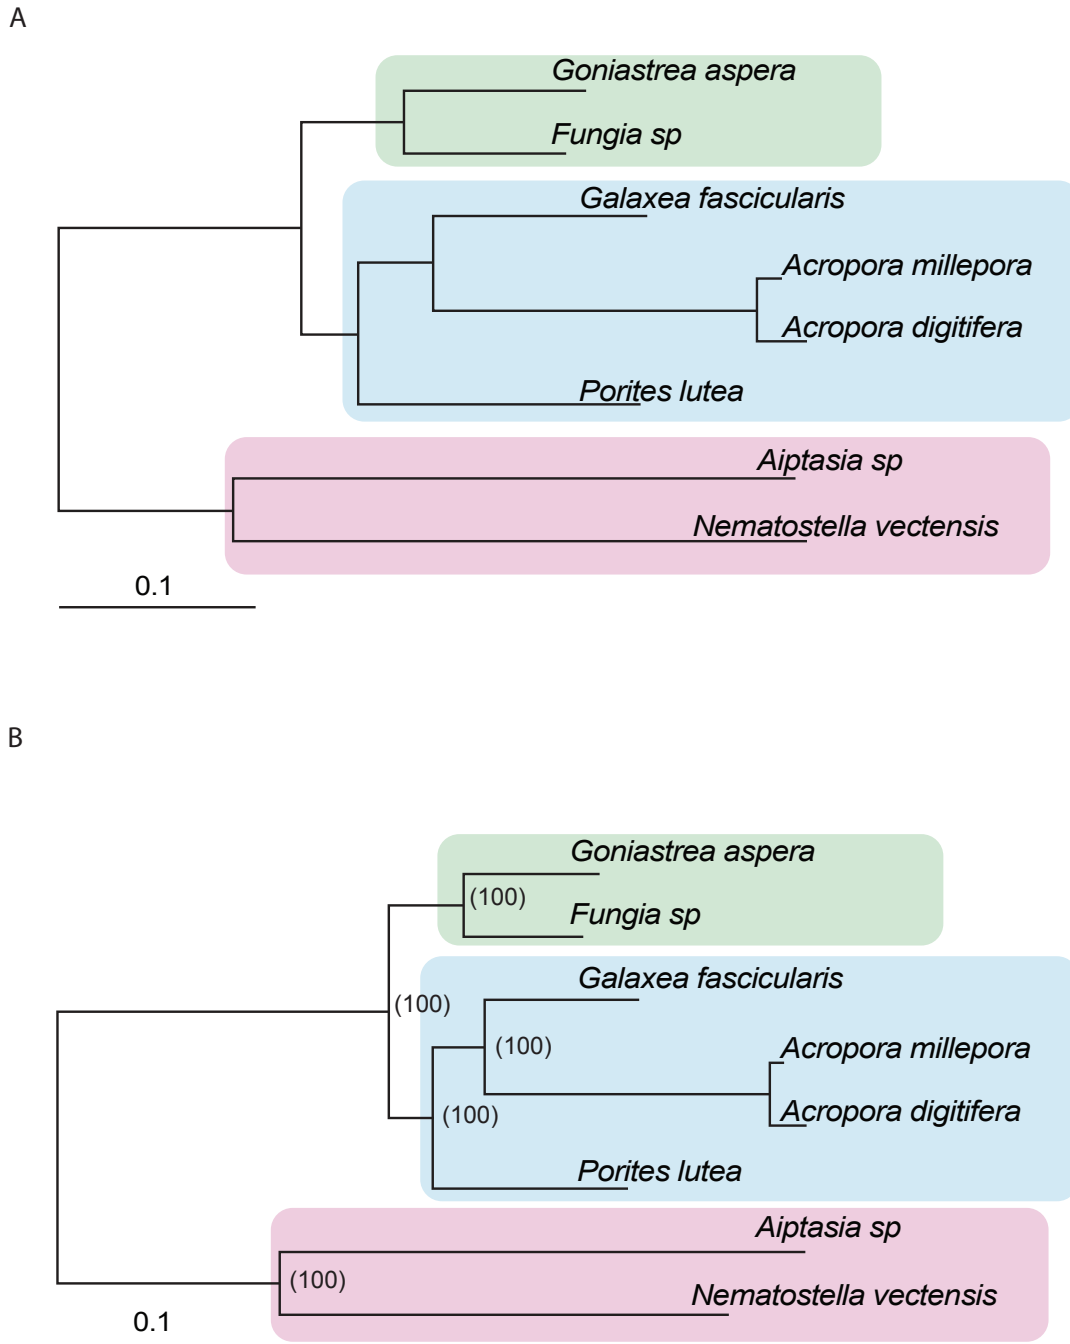 A
Goniastrea aspera
Fungia sp
Galaxea fascicularis
Acropora millepora
Acropora digitifera
Porites lutea
Aiptasia sp
Nematostella vectensis
0.1
B
Goniastrea aspera
(100)
Fungia sp
Galaxea fascicularis
(100)
(100)
Acropora millepora
Acropora digitifera
(100)
Porites lutea
Aiptasia sp
(100)
Nematostella vectensis
0.1